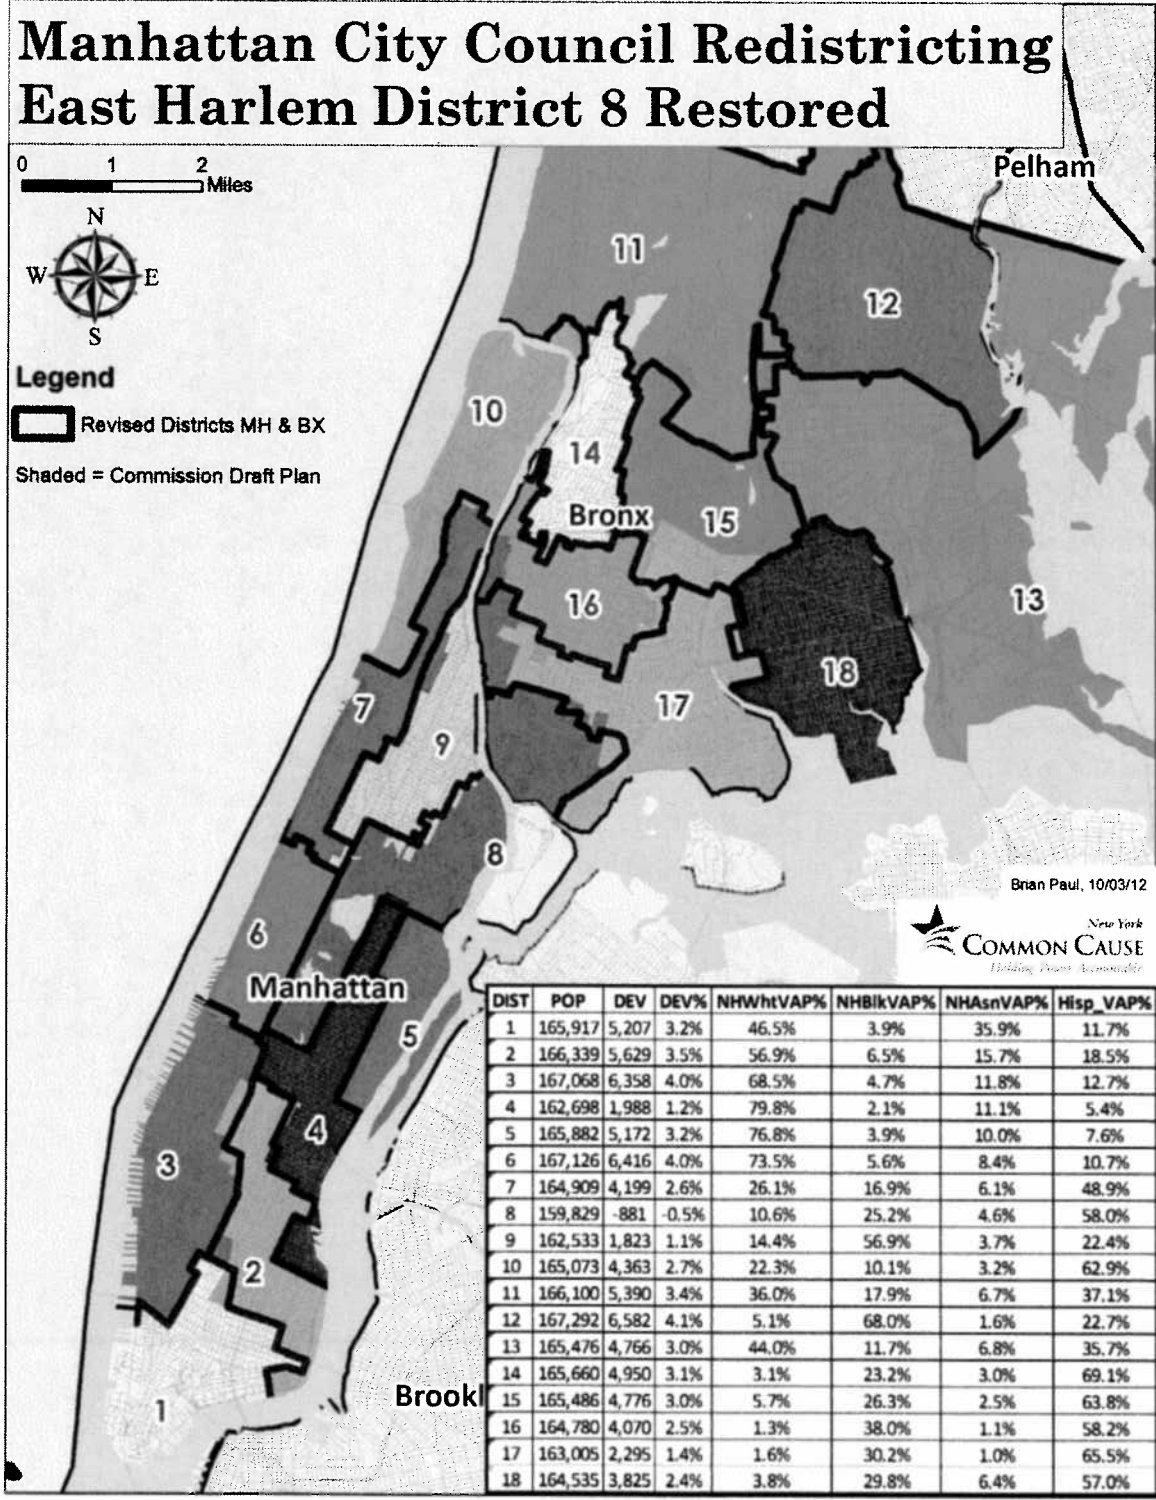 Manhattan City Council Redistricting
East Harlem District 8 Restored
0 1 2
Miles
N
W E
S
Legend
Revised Districts MH & BX
Shaded = Commission Draft Plan
Pelham
11
12
10
14
Bronx
15
16
13
18
7
17
9
8
6
Manhattan
5
4
3
2
1
Brookl
Brian Paul, 10/03/12
New York
COMMON CAUSE
Holding Power Accountable
DIST POP DEV DEV% NHWhtVAP% NHBlkVAP% NHAsnVAP% Hisp_VAP%
1 165,917 5,207 3.2% 46.5% 3.9% 35.9% 11.7%
2 166,339 5,629 3.5% 56.9% 6.5% 15.7% 18.5%
3 167,068 6,358 4.0% 68.5% 4.7% 11.8% 12.7%
4 162,698 1,988 1.2% 79.8% 2.1% 11.1% 5.4%
5 165,882 5,172 3.2% 76.8% 3.9% 10.0% 7.6%
6 167,126 6,416 4.0% 73.5% 5.6% 8.4% 10.7%
7 164,909 4,199 2.6% 26.1% 16.9% 6.1% 48.9%
8 159,829 -881 -0.5% 10.6% 25.2% 4.6% 58.0%
9 162,533 1,823 1.1% 14.4% 56.9% 3.7% 22.4%
10 165,073 4,363 2.7% 22.3% 10.1% 3.2% 62.9%
11 166,100 5,390 3.4% 36.0% 17.9% 6.7% 37.1%
12 167,292 6,582 4.1% 5.1% 68.0% 1.6% 22.7%
13 165,476 4,766 3.0% 44.0% 11.7% 6.8% 35.7%
14 165,660 4,950 3.1% 3.1% 23.2% 3.0% 69.1%
15 165,486 4,776 3.0% 5.7% 26.3% 2.5% 63.8%
16 164,780 4,070 2.5% 1.3% 38.0% 1.1% 58.2%
17 163,005 2,295 1.4% 1.6% 30.2% 1.0% 65.5%
18 164,535 3,825 2.4% 3.8% 29.8% 6.4% 57.0%